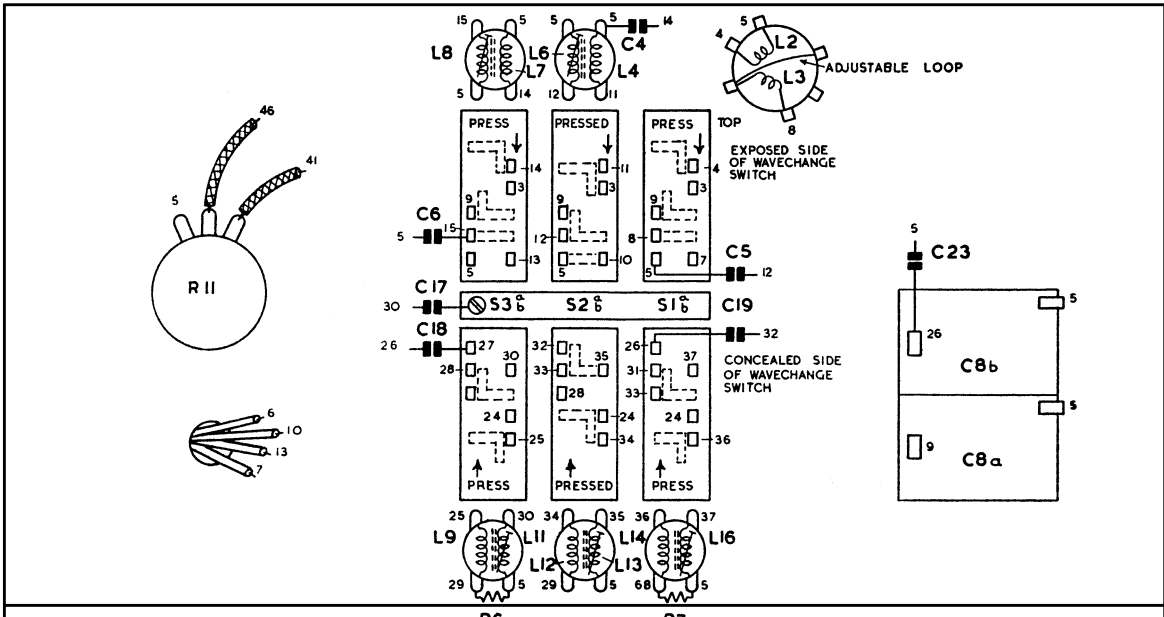 15 5 5 5 14
C4
L8 L6
L7 L4
5 14 12 11
5
4
L2
L3
ADJUSTABLE LOOP
8
46
41
5
R11
PRESS
14
3
9
15
5 13
C6
5
PRESSED
11
3
9
12
5 10
PRESS
TOP
4
3
9
8
5 7
EXPOSED SIDE
OF WAVECHANGE
SWITCH
C5
12
C17
30
S3 a b S2 a b S1 a b
C19
32
C18
26
27
30
28
24
25
PRESS
32
35
33
28
24
34
PRESSED
26
37
31
33
24
36
PRESS
CONCEALED SIDE
OF WAVECHANGE
SWITCH
6
10
13
7
5
C23
5
26
C8b
5
9
C8a
25 30 34 35 36 37
L9 L11 L14 L16
L12 L13
29 5 29 5 68 5